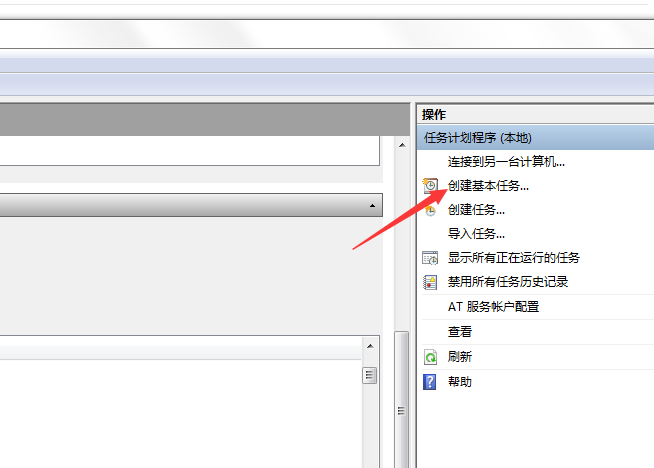 操作
任务计划程序 (本地)
连接到另一台计算机...
创建基本任务...
创建任务...
导入任务...
显示所有正在运行的任务
禁用所有任务历史记录
AT 服务帐户配置
查看
刷新
帮助